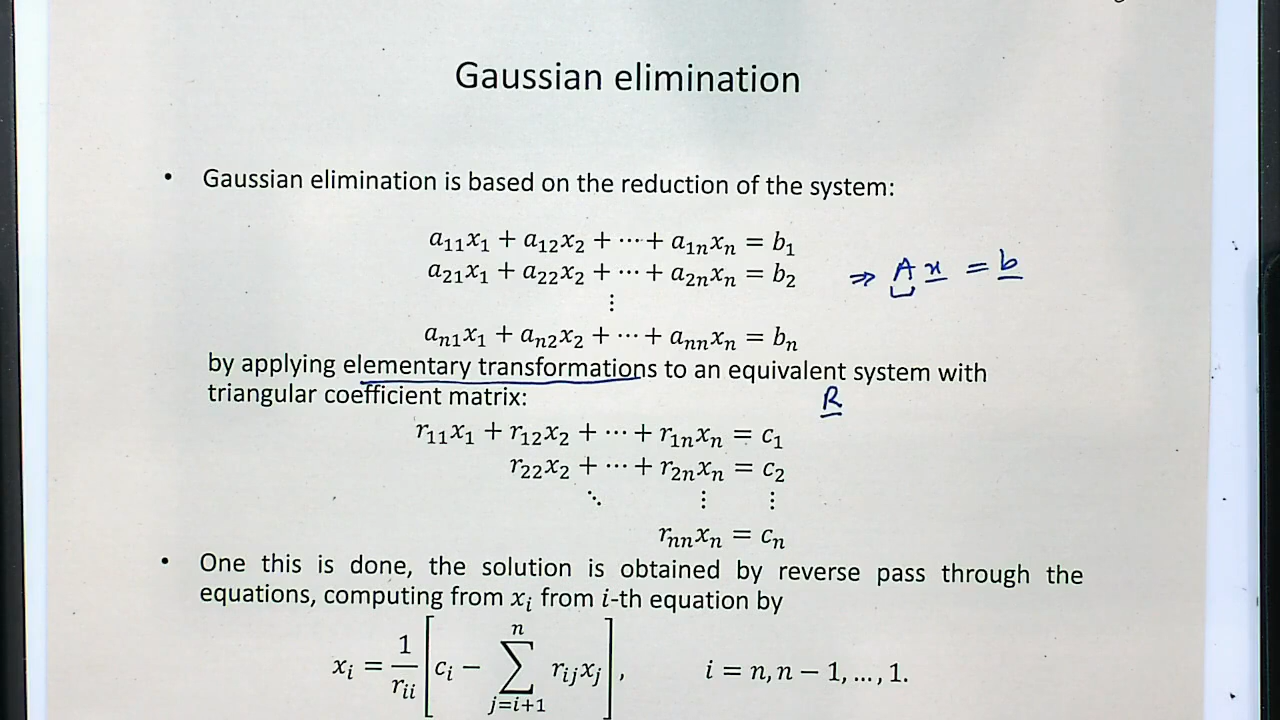 Gaussian elimination
• Gaussian elimination is based on the reduction of the system:
a₁₁x₁ + a₁₂x₂ + ⋯ + a₁ₙxₙ = b₁
a₂₁x₁ + a₂₂x₂ + ⋯ + a₂ₙxₙ = b₂ ⇒ A x = b
⋮
aₙ₁x₁ + aₙ₂x₂ + ⋯ + aₙₙxₙ = bₙ
by applying elementary transformations to an equivalent system with
triangular coefficient matrix: R
r₁₁x₁ + r₁₂x₂ + ⋯ + r₁ₙxₙ = c₁
r₂₂x₂ + ⋯ + r₂ₙxₙ = c₂
⋱ ⋮ ⋮
rₙₙxₙ = cₙ
• One this is done, the solution is obtained by reverse pass through the
equations, computing from xᵢ from i-th equation by
xᵢ = 1/rᵢᵢ [cᵢ − ∑ⁿⱼ₌ᵢ₊₁ rᵢⱼxⱼ], i = n, n − 1, …, 1.